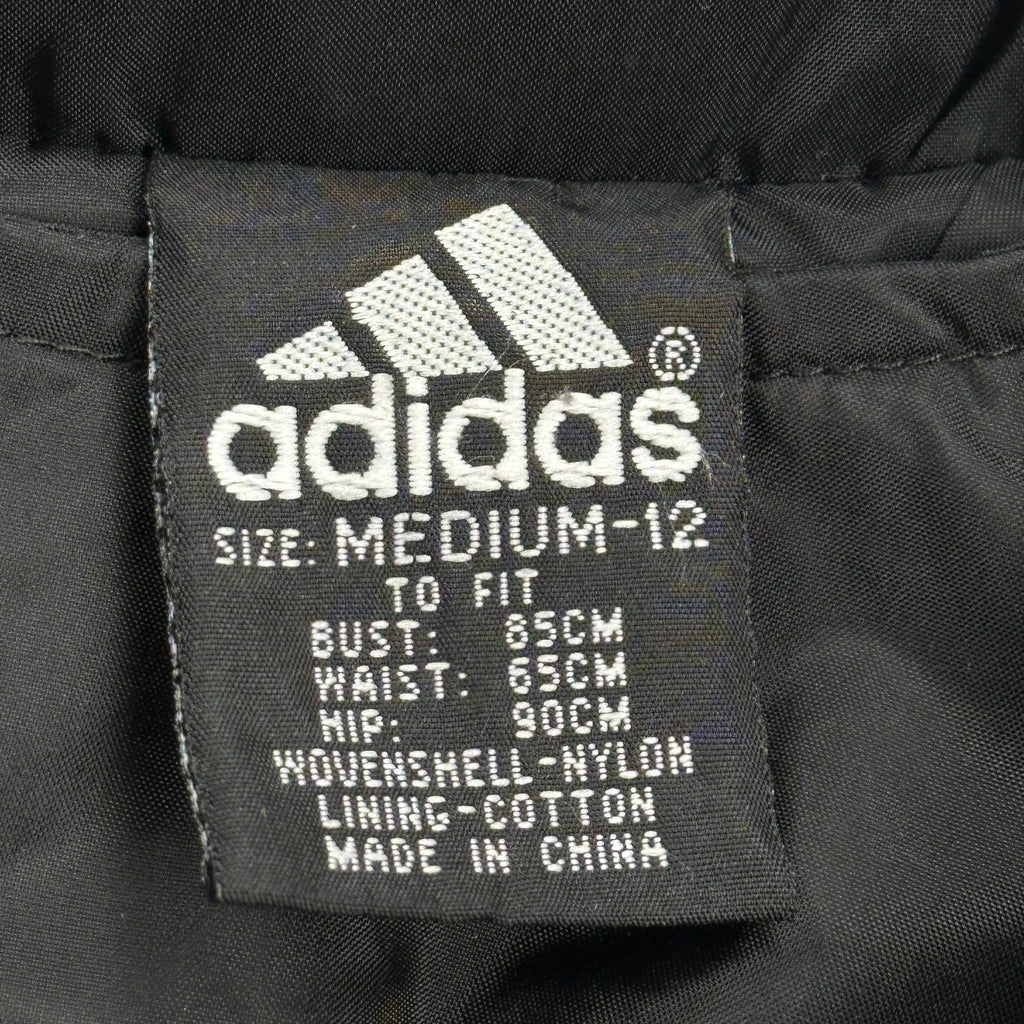 adidas®
SIZE: MEDIUM-12
TO FIT
BUST: 85CM
WAIST: 65CM
HIP: 90CM
WOVENSHELL-NYLON
LINING-COTTON
MADE IN CHINA